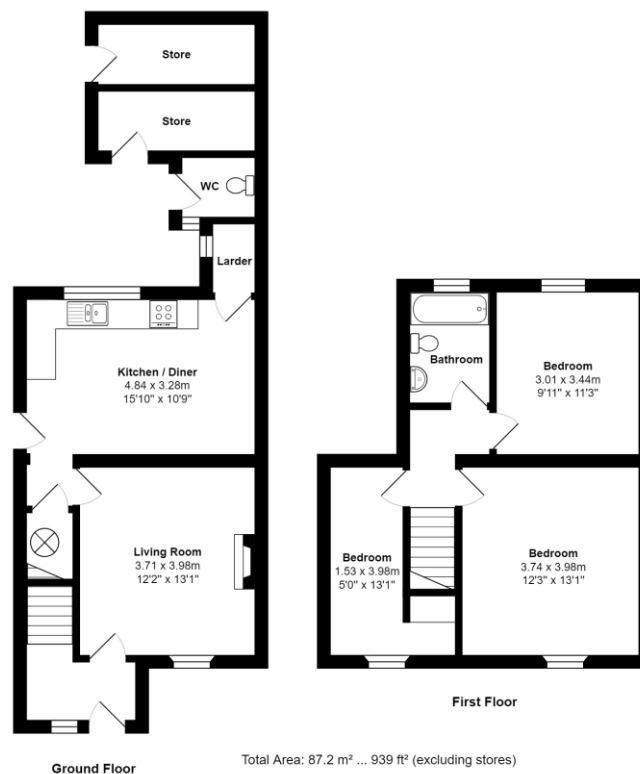 Store
Store
WC
Larder
Kitchen / Diner
4.84 x 3.28m
15'10" x 10'9"
Living Room
3.71 x 3.98m
12'2" x 13'1"
Ground Floor
Bathroom
Bedroom
3.01 x 3.44m
9'11" x 11'3"
Bedroom
1.53 x 3.98m
5'0" x 13'1"
Bedroom
3.74 x 3.98m
12'3" x 13'1"
First Floor
Total Area: 87.2 m² ... 939 ft² (excluding stores)